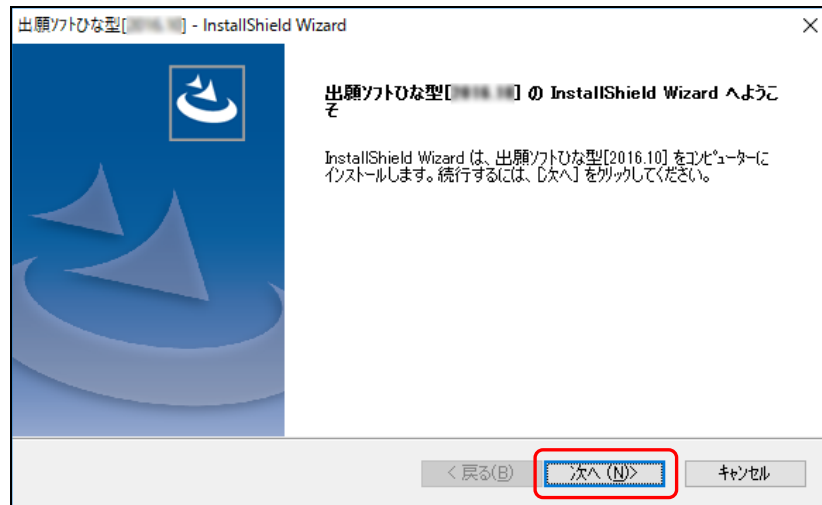 出願ソフトひな型[] - InstallShield Wizard
出願ソフトひな型[] の InstallShield Wizard へようこ
そ
InstallShield Wizard は、出願ソフトひな型[2016.10] をコンピューターに
インストールします。続行するには、[次へ] をクリックしてください。
< 戻る(B)
次へ (N)>
キャンセル